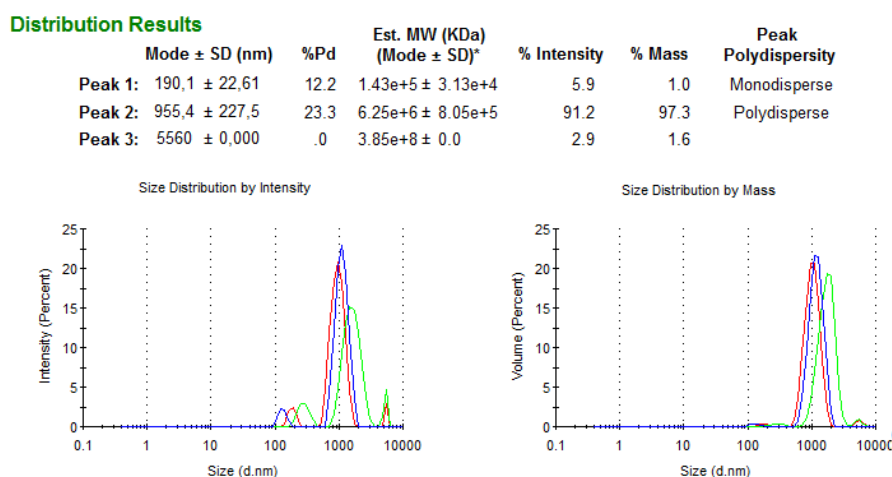 Distribution Results
Mode ± SD (nm) %Pd Est. MW (KDa) (Mode ± SD)* % Intensity % Mass Peak Polydispersity
Peak 1: 190,1 ± 22,61 12.2 1.43e+5 ± 3.13e+4 5.9 1.0 Monodisperse
Peak 2: 955,4 ± 227,5 23.3 6.25e+6 ± 8.05e+5 91.2 97.3 Polydisperse
Peak 3: 5560 ± 0,000 .0 3.85e+8 ± 0.0 2.9 1.6
Size Distribution by Intensity
Intensity (Percent)
25
20
15
10
5
0
0.1 1 10 100 1000 10000
Size (d.nm)
Size Distribution by Mass
Volume (Percent)
25
20
15
10
5
0
0.1 1 10 100 1000 10000
Size (d.nm)